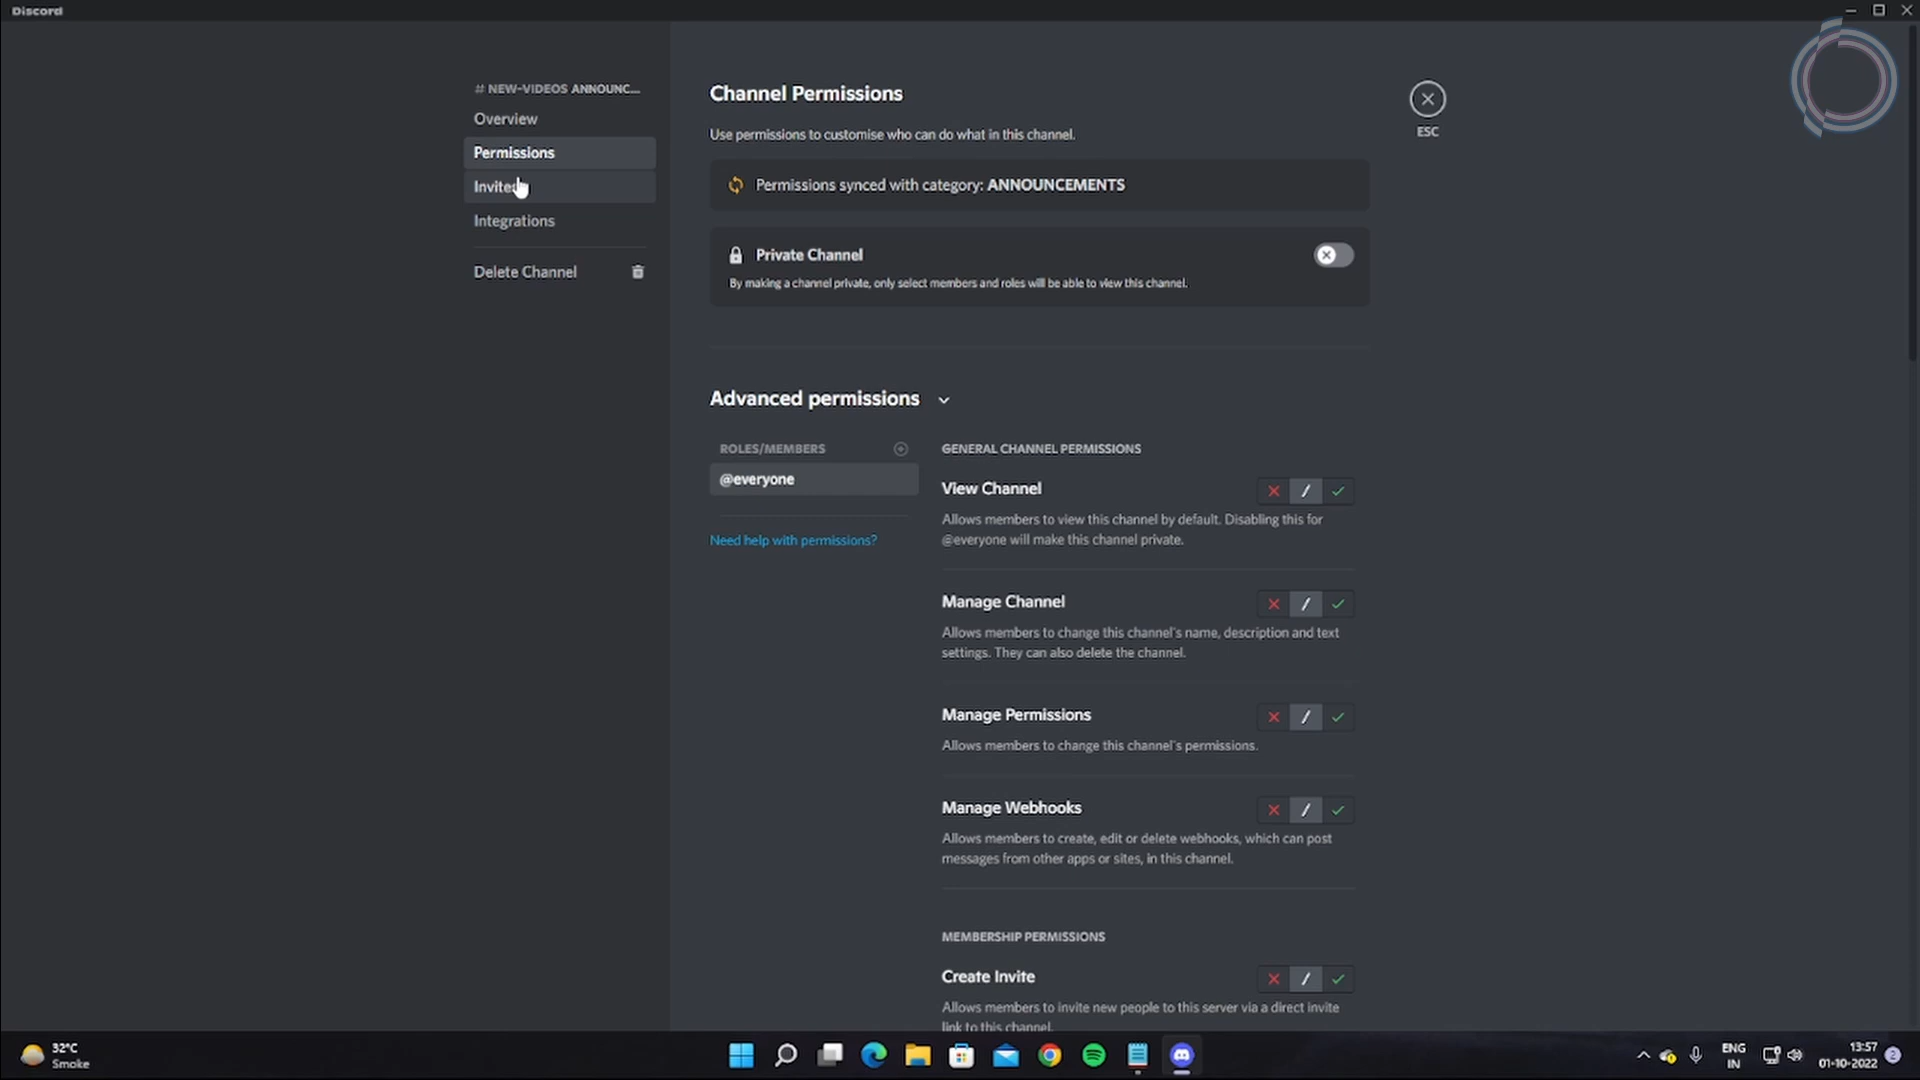 Discord
# NEW-VIDEOS ANNOUNC...
Overview
Permissions
Invites
Integrations
Delete Channel
Channel Permissions
Use permissions to customise who can do what in this channel.
Permissions synced with category: ANNOUNCEMENTS
Private Channel
By making a channel private, only select members and roles will be able to view this channel.
ESC
Advanced permissions
ROLES/MEMBERS
@everyone
Need help with permissions?
GENERAL CHANNEL PERMISSIONS
View Channel
Allows members to view this channel by default. Disabling this for
@everyone will make this channel private.
Manage Channel
Allows members to change this channel's name, description and text
settings. They can also delete the channel.
Manage Permissions
Allows members to change this channel's permissions.
Manage Webhooks
Allows members to create, edit or delete webhooks, which can post
messages from other apps or sites, in this channel.
MEMBERSHIP PERMISSIONS
Create Invite
Allows members to invite new people to this server via a direct invite
link to this channel.
32°C
Smoke
ENG
IN
13:57
01-10-2022
2